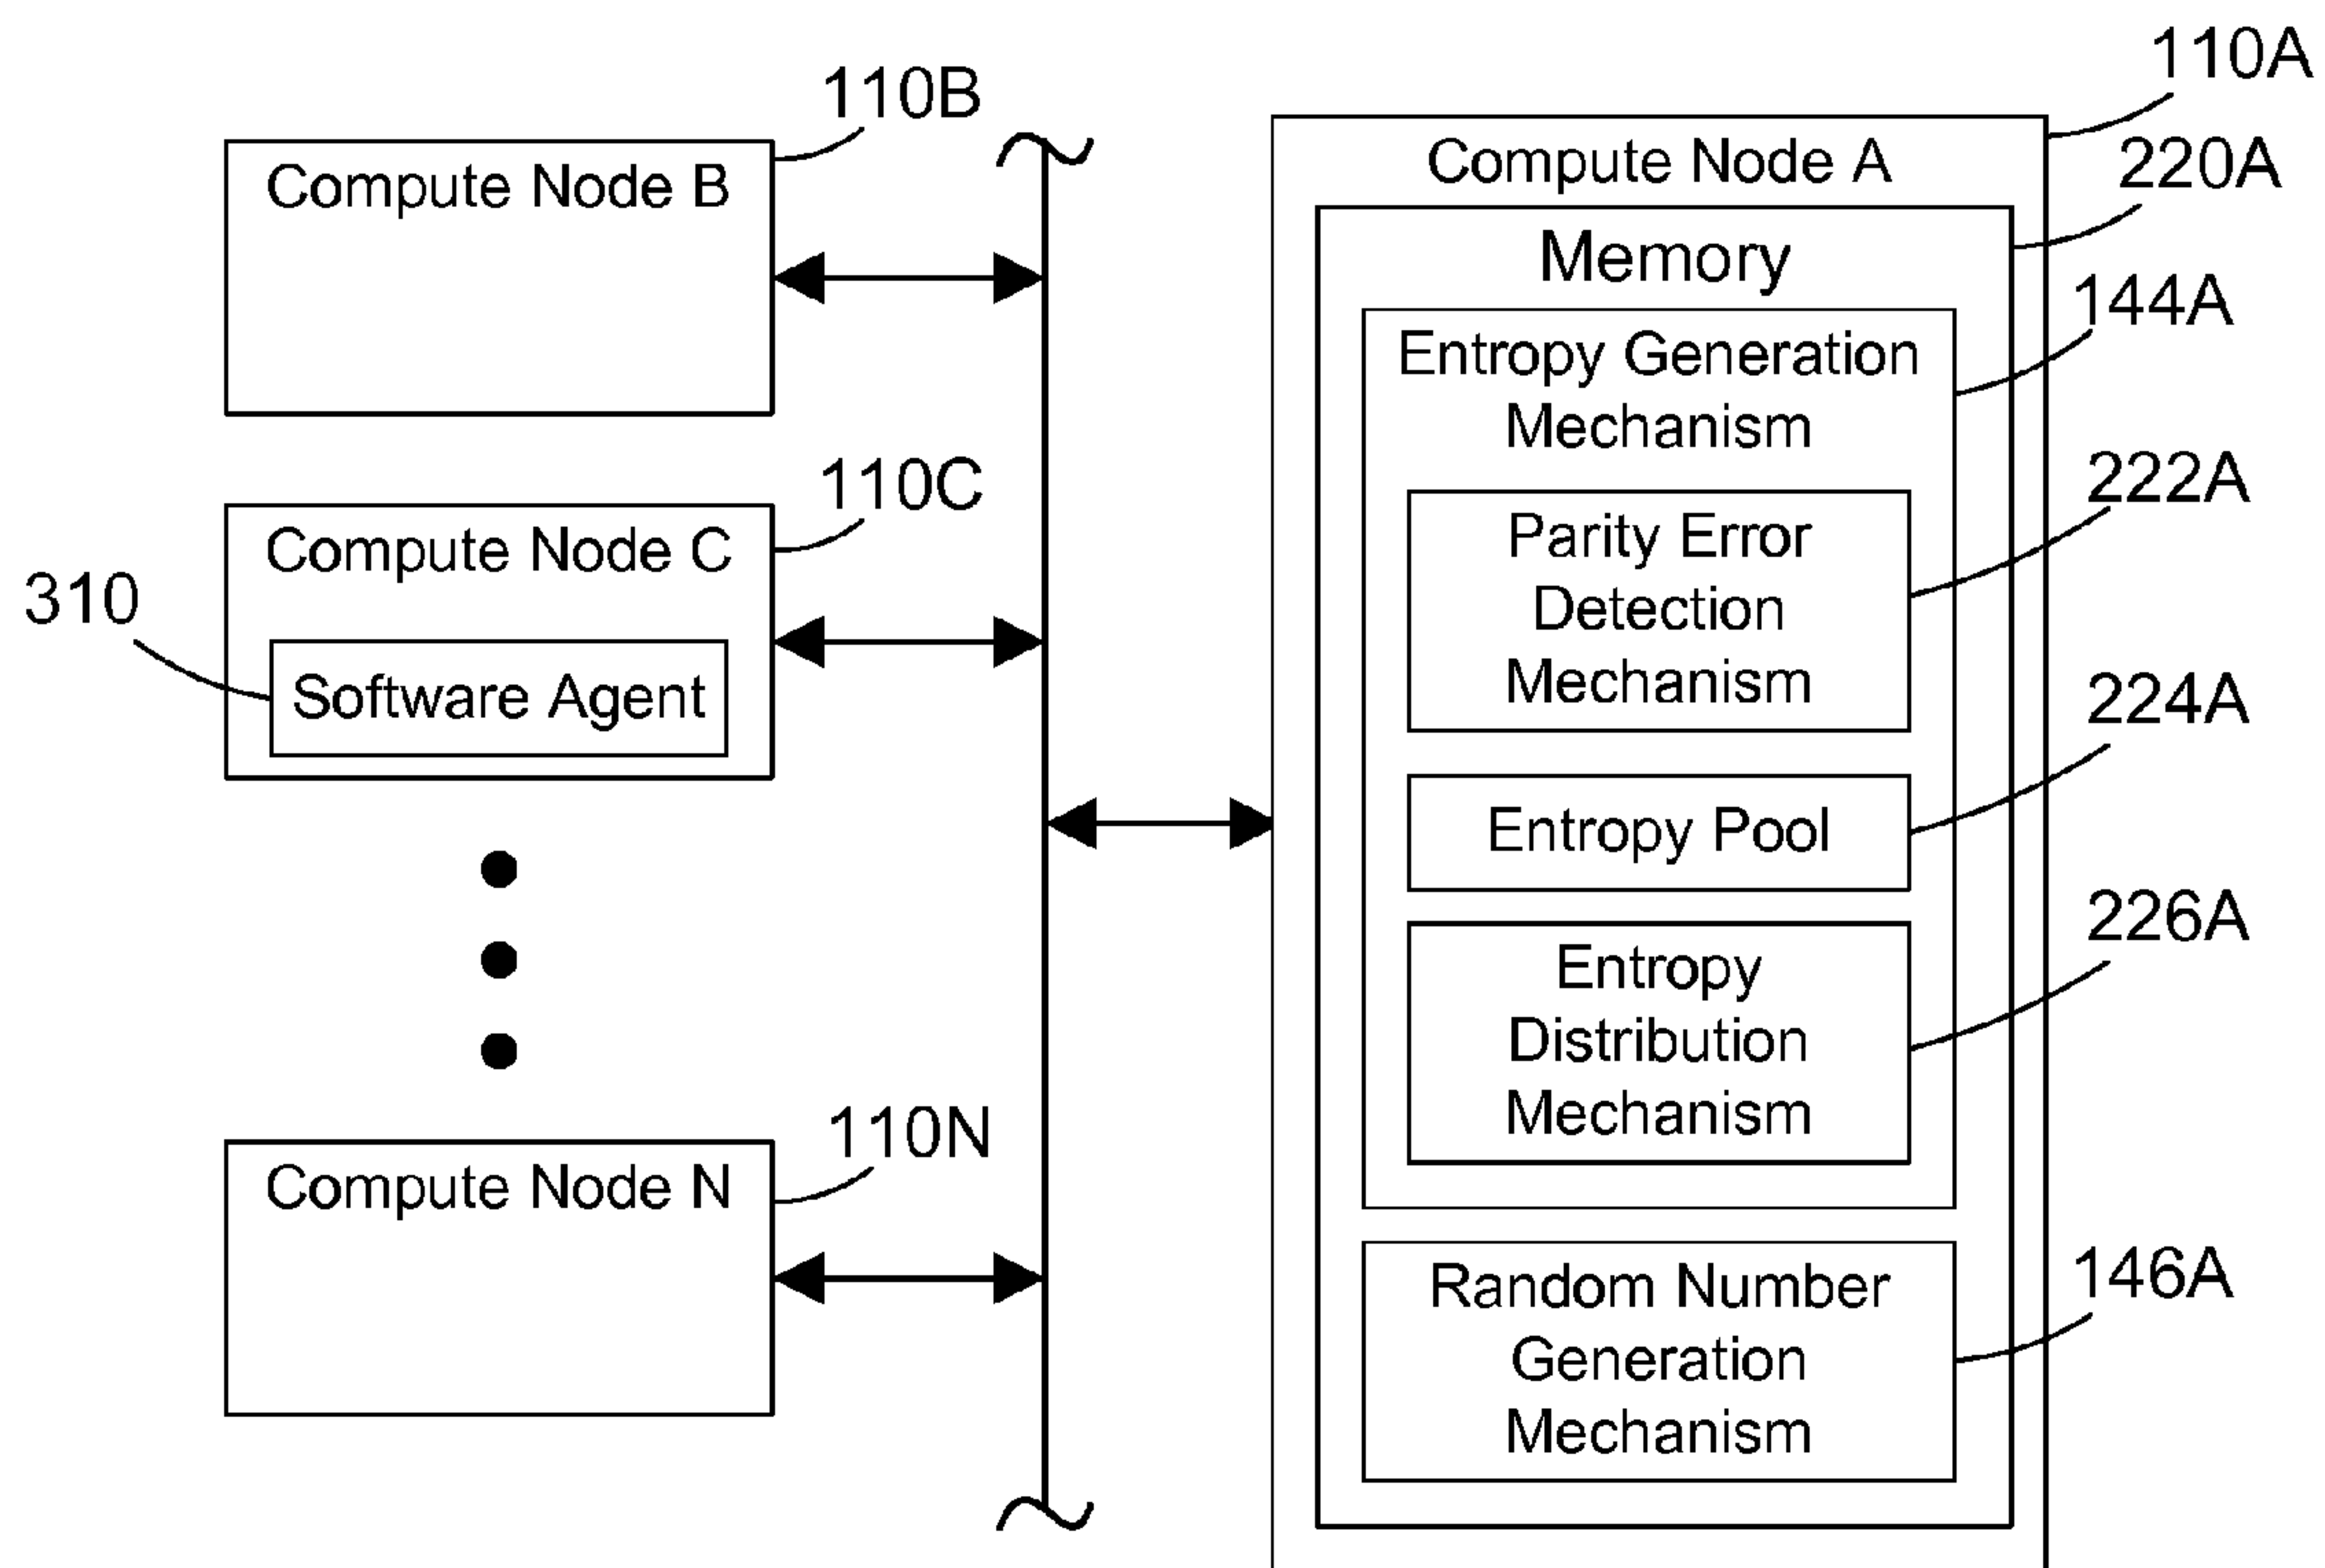 110B
Compute Node B
110C
Compute Node C
310
Software Agent
110N
Compute Node N
110A
Compute Node A
220A
Memory
144A
Entropy Generation
Mechanism
222A
Parity Error
Detection
Mechanism
224A
Entropy Pool
226A
Entropy
Distribution
Mechanism
146A
Random Number
Generation
Mechanism